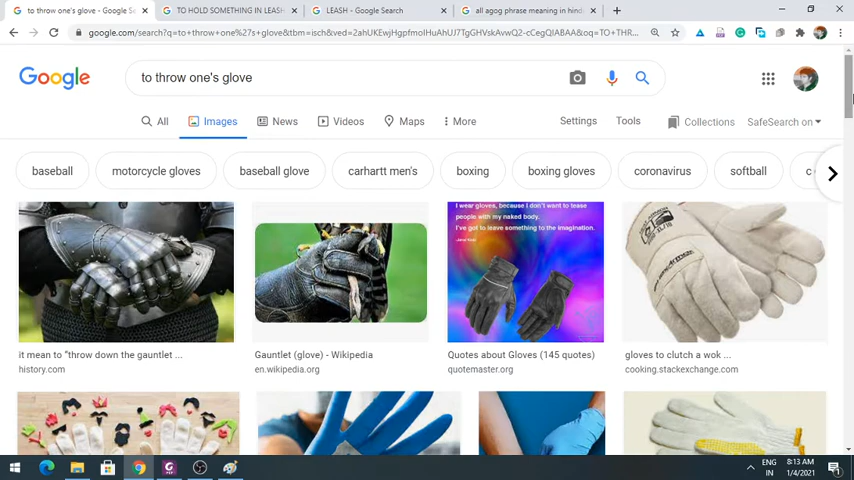 to throw one's glove - Google Se
TO HOLD SOMETHING IN LEASH
LEASH - Google Search
all agog phrase meaning in hindi
google.com/search?q=to+throw+one%27s+glove&tbm=isch&ved=2ahUKEwjHgpfmoIHuAhUJ7TgGHVskAvwQ2-cCegQIABAA&oq=TO+THR...
Google
to throw one's glove
All
Images
News
Videos
Maps
More
Settings
Tools
Collections
SafeSearch on
baseball
motorcycle gloves
baseball glove
carhartt men's
boxing
boxing gloves
coronavirus
softball
c
I wear gloves, because I don't want to tease
people with my naked body.
I've got to leave something to the imagination.
it mean to "throw down the gauntlet ...
history.com
Gauntlet (glove) - Wikipedia
en.wikipedia.org
Quotes about Gloves (145 quotes)
quotemaster.org
gloves to clutch a wok ...
cooking.stackexchange.com
ENG
IN
8:13 AM
1/4/2021